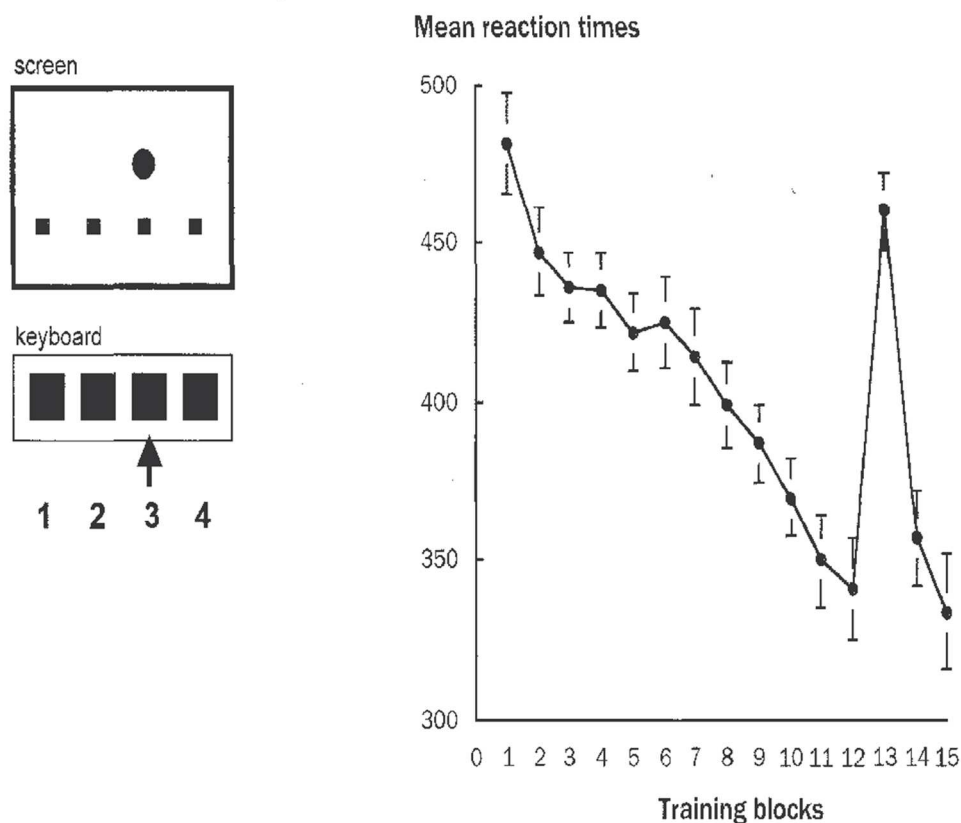 screen
keyboard
1 2 3 4
Mean reaction times
500
450
400
350
300
0 1 2 3 4 5 6 7 8 9 10 11 12 13 14 15
Training blocks